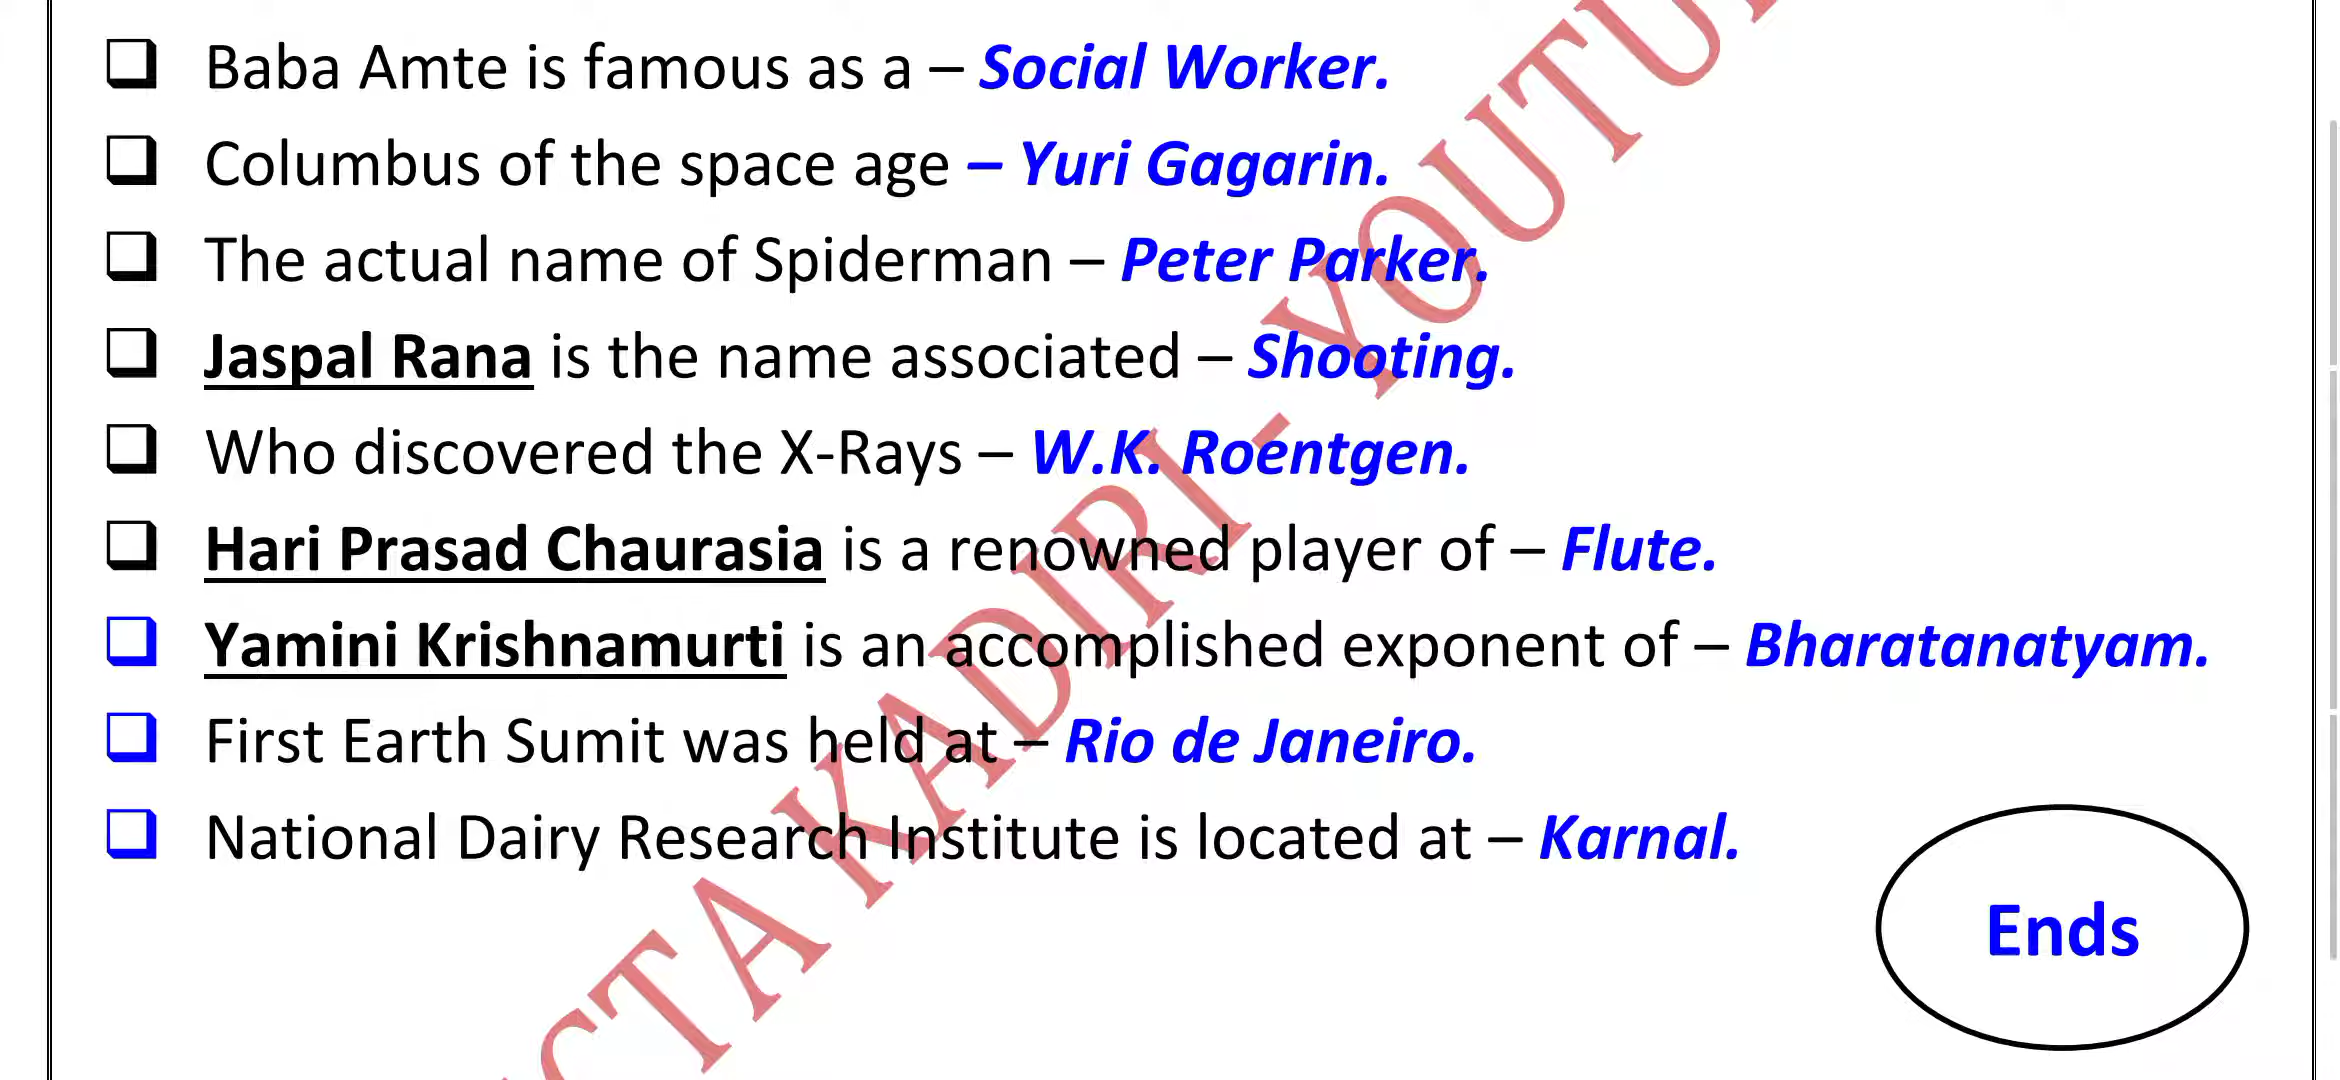 ❑ Baba Amte is famous as a – Social Worker.
❑ Columbus of the space age – Yuri Gagarin.
❑ The actual name of Spiderman – Peter Parker.
❑ Jaspal Rana is the name associated – Shooting.
❑ Who discovered the X-Rays – W.K. Roentgen.
❑ Hari Prasad Chaurasia is a renowned player of – Flute.
❑ Yamini Krishnamurti is an accomplished exponent of – Bharatanatyam.
❑ First Earth Sumit was held at – Rio de Janeiro.
❑ National Dairy Research Institute is located at – Karnal.
Ends
KADIRI -